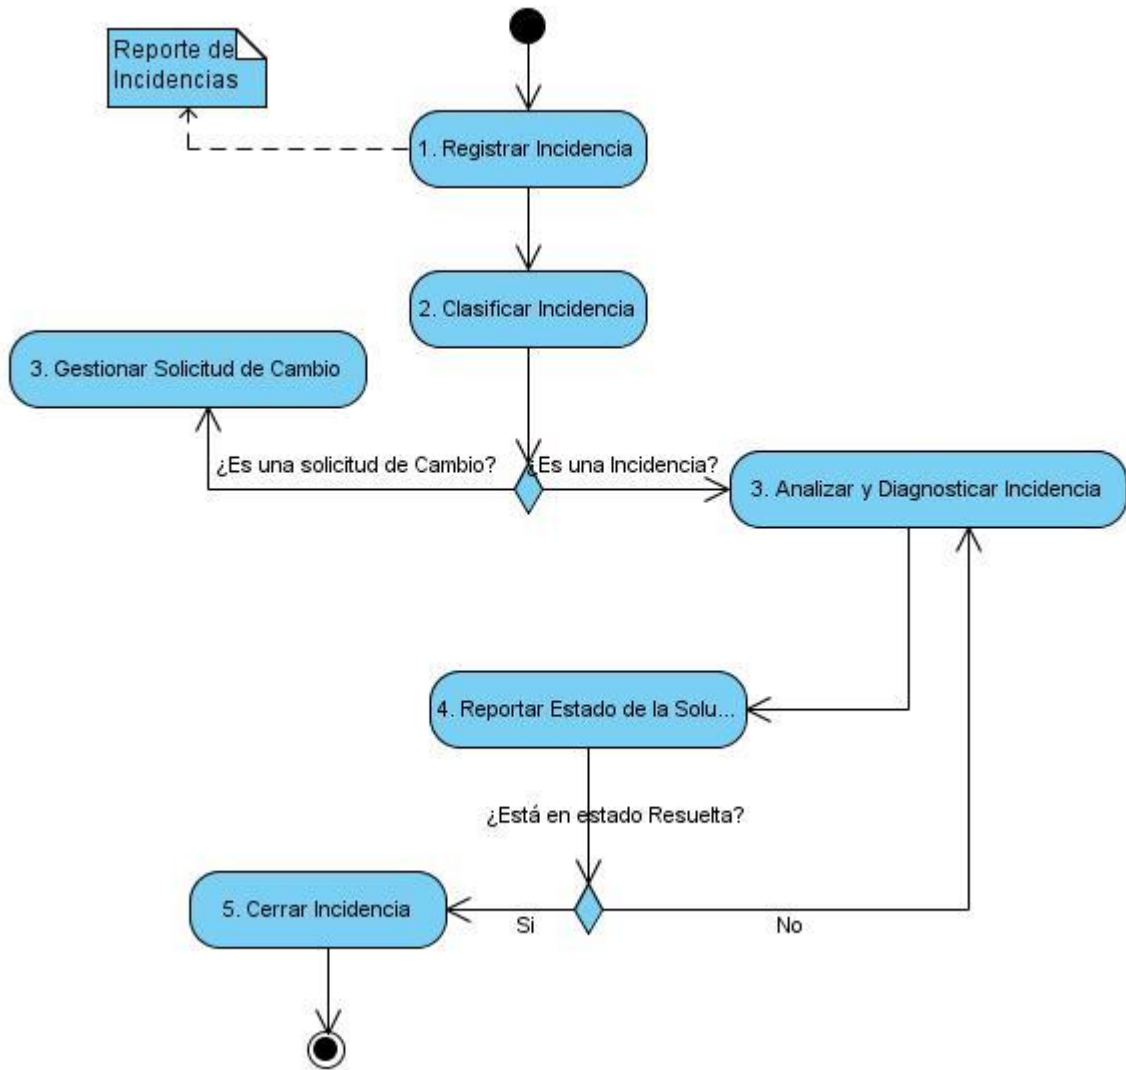 Reporte de
Incidencias
1. Registrar Incidencia
2. Clasificar Incidencia
3. Gestionar Solicitud de Cambio
¿Es una solicitud de Cambio?
¿Es una Incidencia?
3. Analizar y Diagnosticar Incidencia
4. Reportar Estado de la Solu...
¿Está en estado Resuelta?
5. Cerrar Incidencia
Si
No